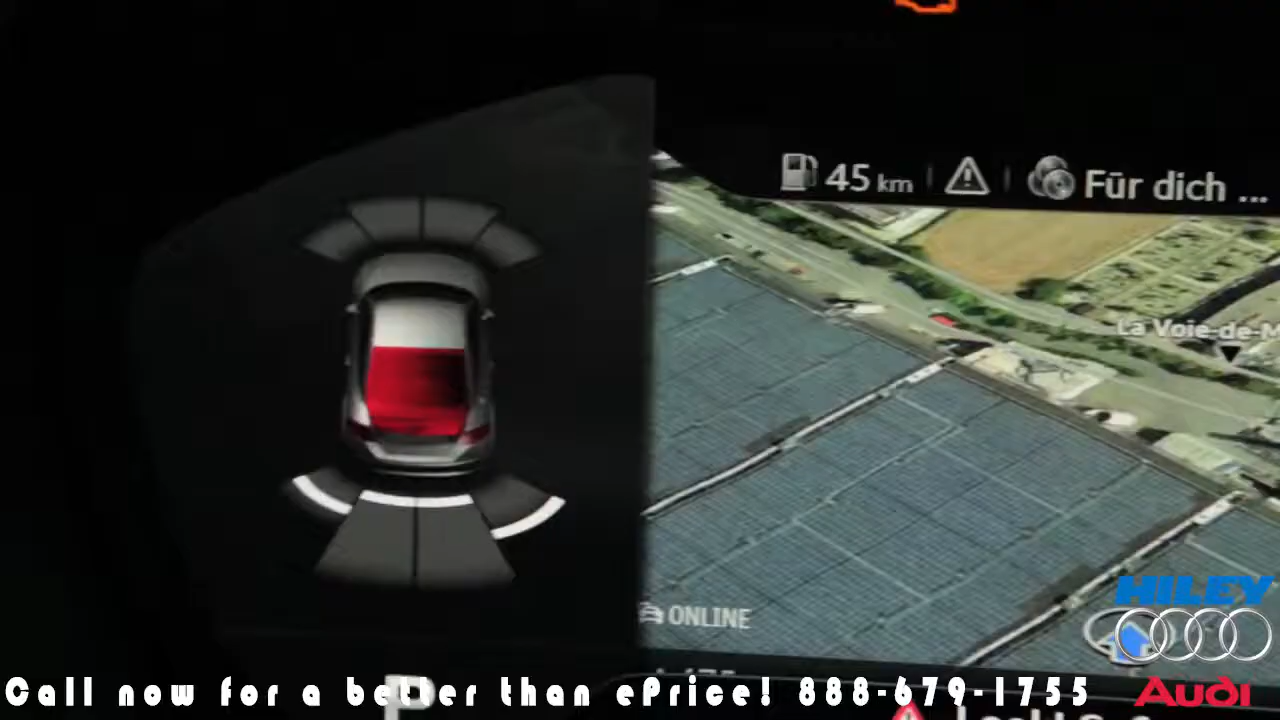 45 km
Für dich ...
La Voie-de-M
ONLINE
HILEY
P
Call now for a better than ePrice! 888-679-1755
Audi